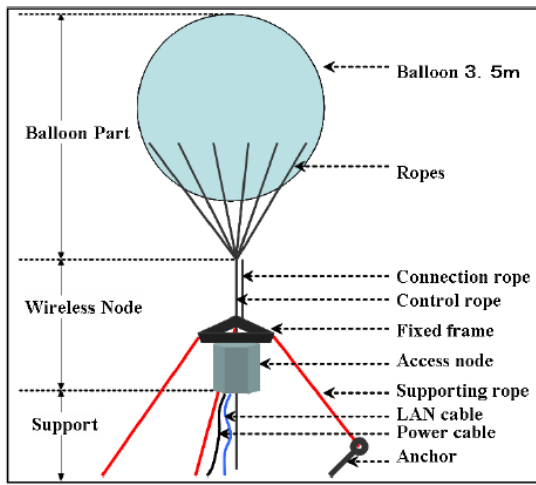 Balloon 3. 5m
Balloon Part
Ropes
Connection rope
Wireless Node
Control rope
Fixed frame
Access node
Supporting rope
Support
LAN cable
Power cable
Anchor